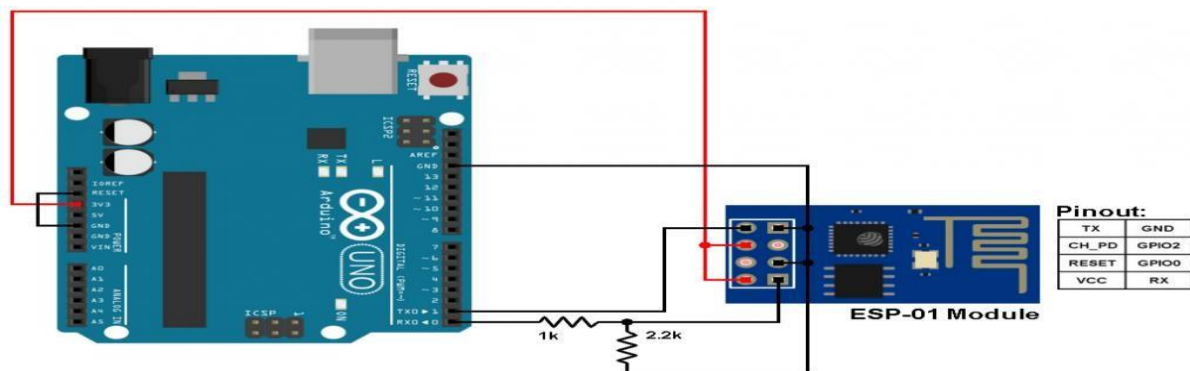 RESET
ICSP2
AREF
GND
13
12
~11
~10
~9
8
7
~6
~5
4
~3
2
TX0►1
RX0◄0
DIGITAL (PWM~)
L
TX
RX
Arduino
UNO
ON
ICSP
1
IOREF
RESET
3V3
5V
GND
GND
VIN
POWER
A0
A1
A2
A3
A4
A5
ANALOG IN
1k
2.2k
ESP-01 Module
Pinout:
TX GND
CH_PD GPIO2
RESET GPIO0
VCC RX